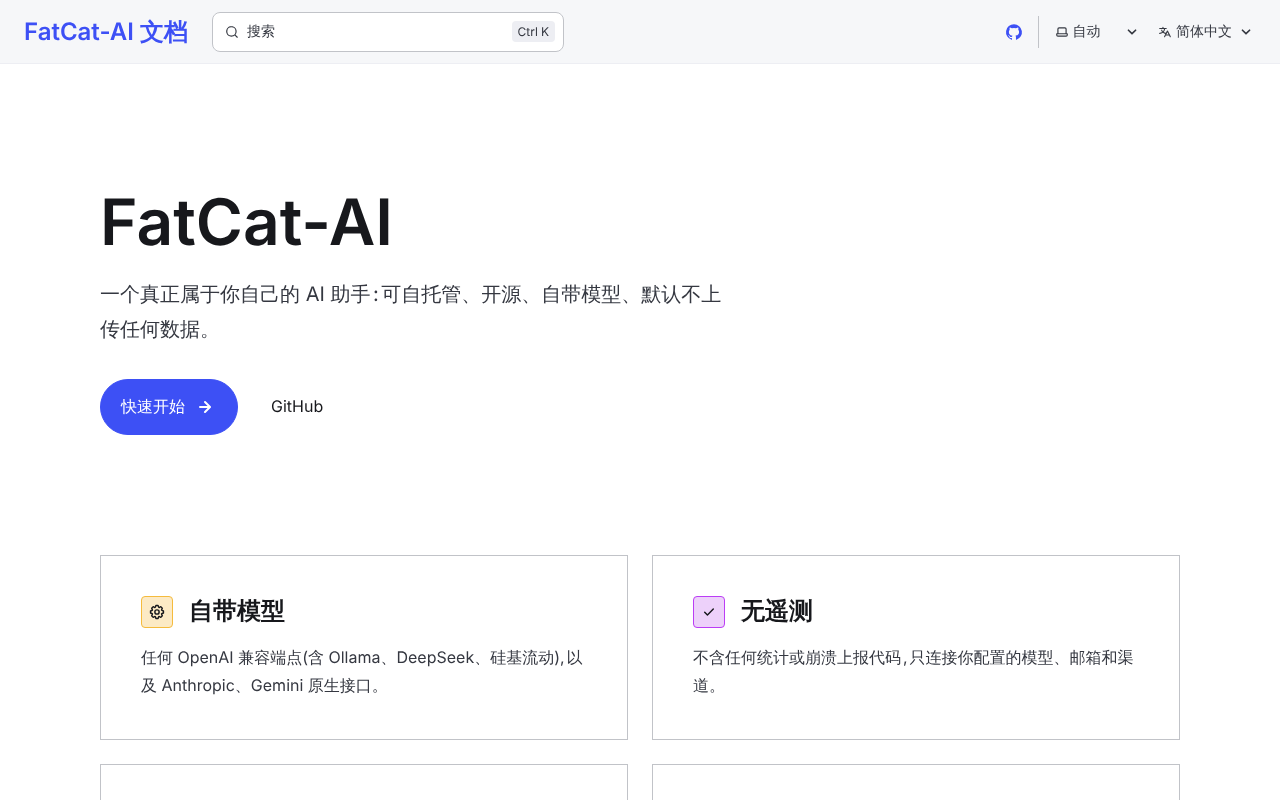 FatCat-AI 文档
搜索
Ctrl K
自动
简体中文
FatCat-AI
一个真正属于你自己的 AI 助手:可自托管、开源、自带模型、默认不上
传任何数据。
快速开始
GitHub
自带模型
任何 OpenAI 兼容端点(含 Ollama、DeepSeek、硅基流动),以
及 Anthropic、Gemini 原生接口。
无遥测
不含任何统计或崩溃上报代码,只连接你配置的模型、邮箱和渠
道。